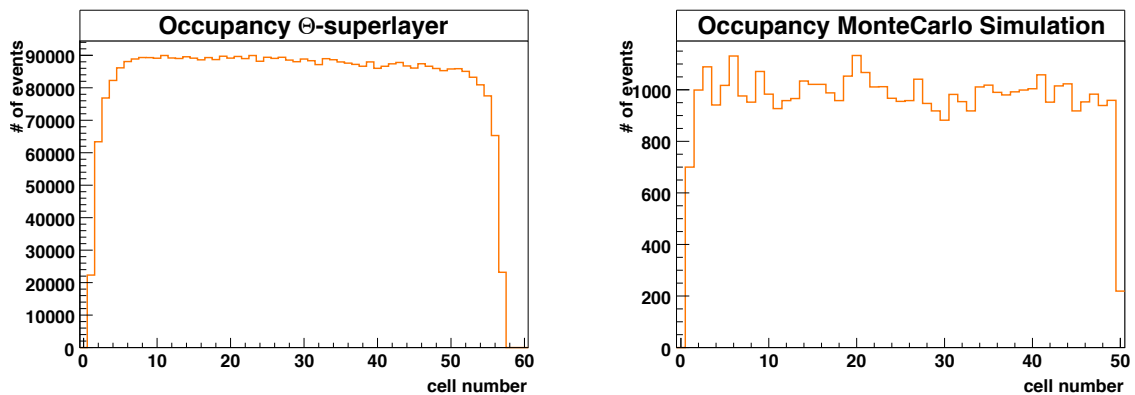 Occupancy Θ-superlayer
# of events
90000
80000
70000
60000
50000
40000
30000
20000
10000
0
0 10 20 30 40 50 60
cell number
Occupancy MonteCarlo Simulation
# of events
1000
800
600
400
200
0
0 10 20 30 40 50
cell number